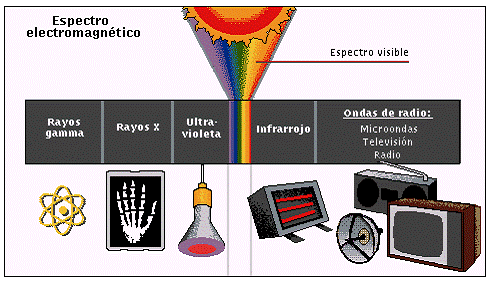 Espectro
electromagnético
Espectro visible
Rayos
gamma
Rayos X
Ultra-
violeta
Infrarrojo
Ondas de radio:
Microondas
Televisión
Radio